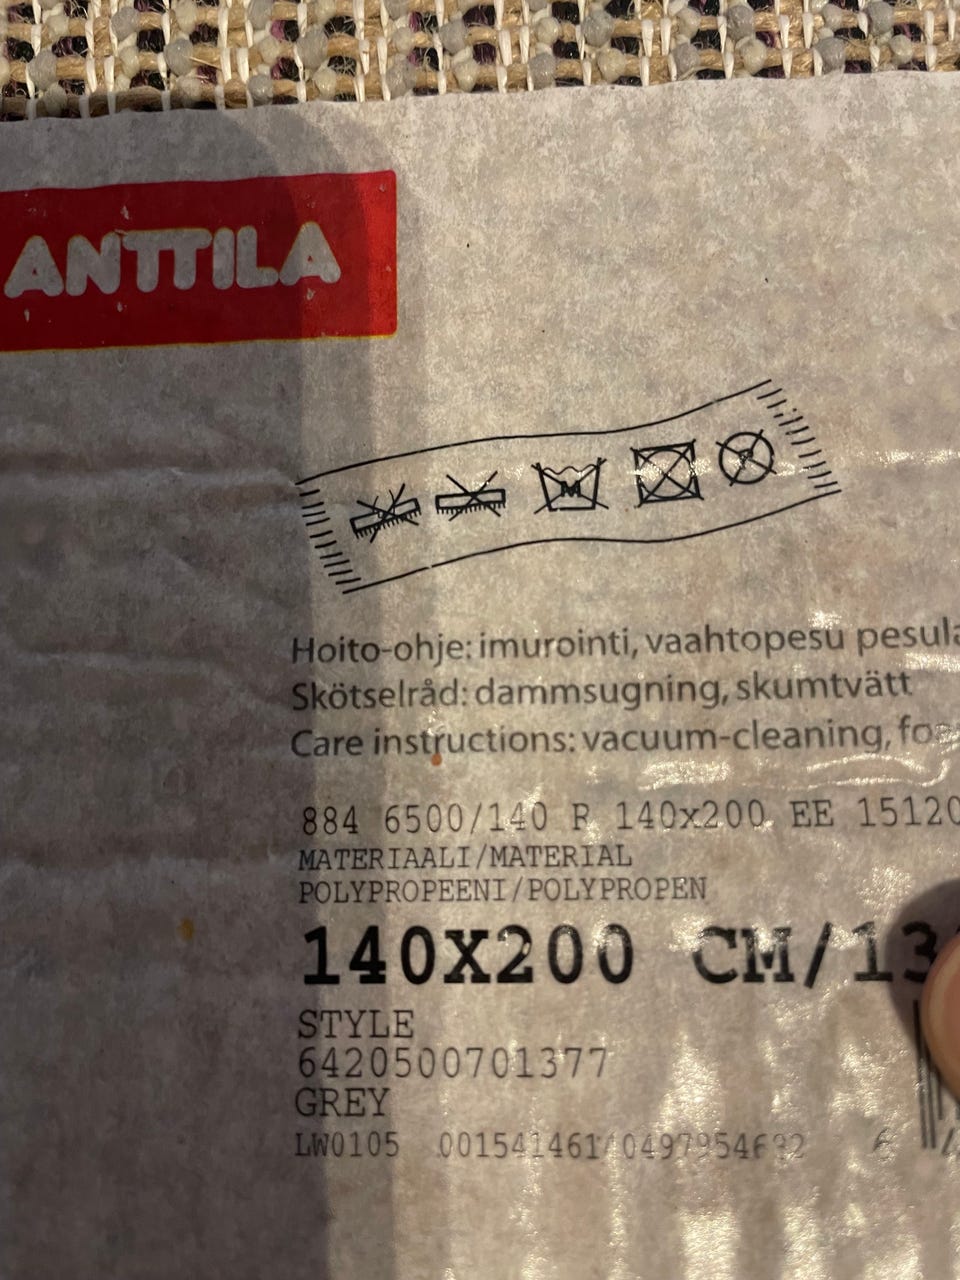 ANTTILA
M
Hoito-ohje: imurointi, vaahtopesu
Skötselråd: dammsugning, skumtvätt
Care instructions: vacuum-cleaning,
884 6500/140 R 140x200 EE
MATERIAALI/MATERIAL
POLYPROPEENI/POLYPROPEN
140X200 CM/
STYLE
6420500701377
GREY
LW0105